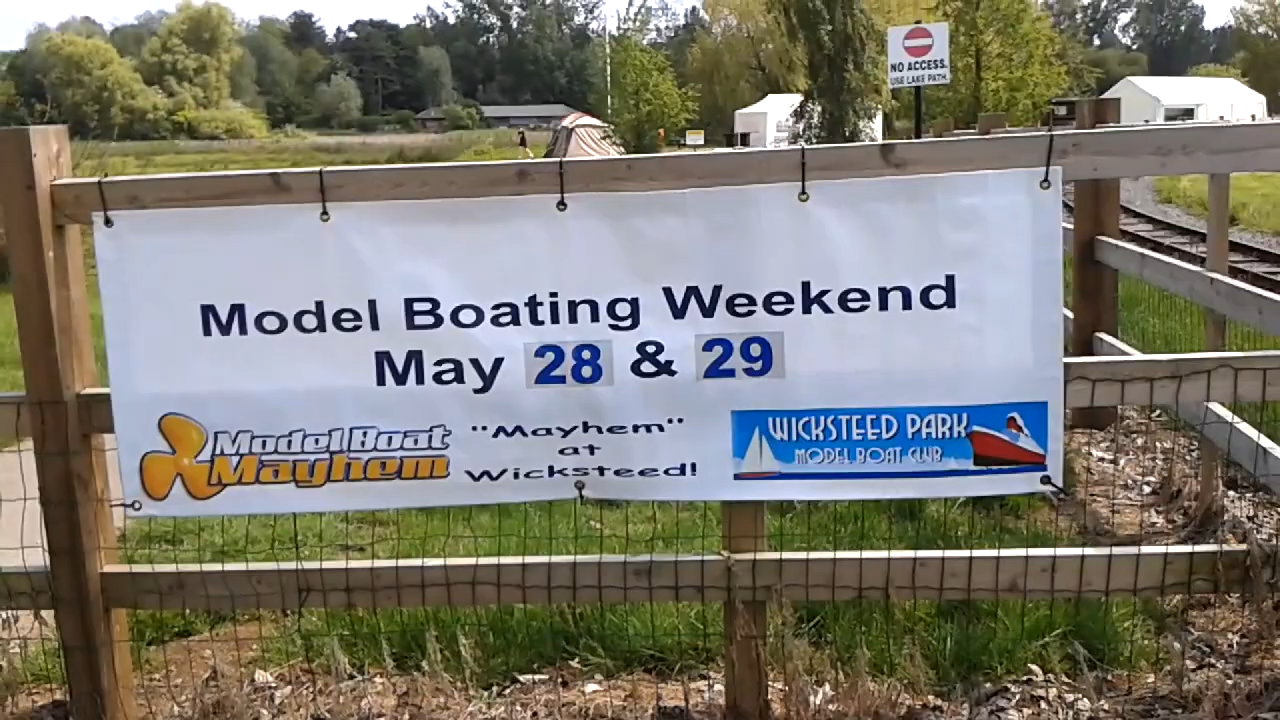 NO ACCESS.
USE LAKE PATH.
Model Boating Weekend
May 28 & 29
Model Boat
Mayhem
"Mayhem"
at
Wicksteed!
WICKSTEED PARK
MODEL BOAT CLUB